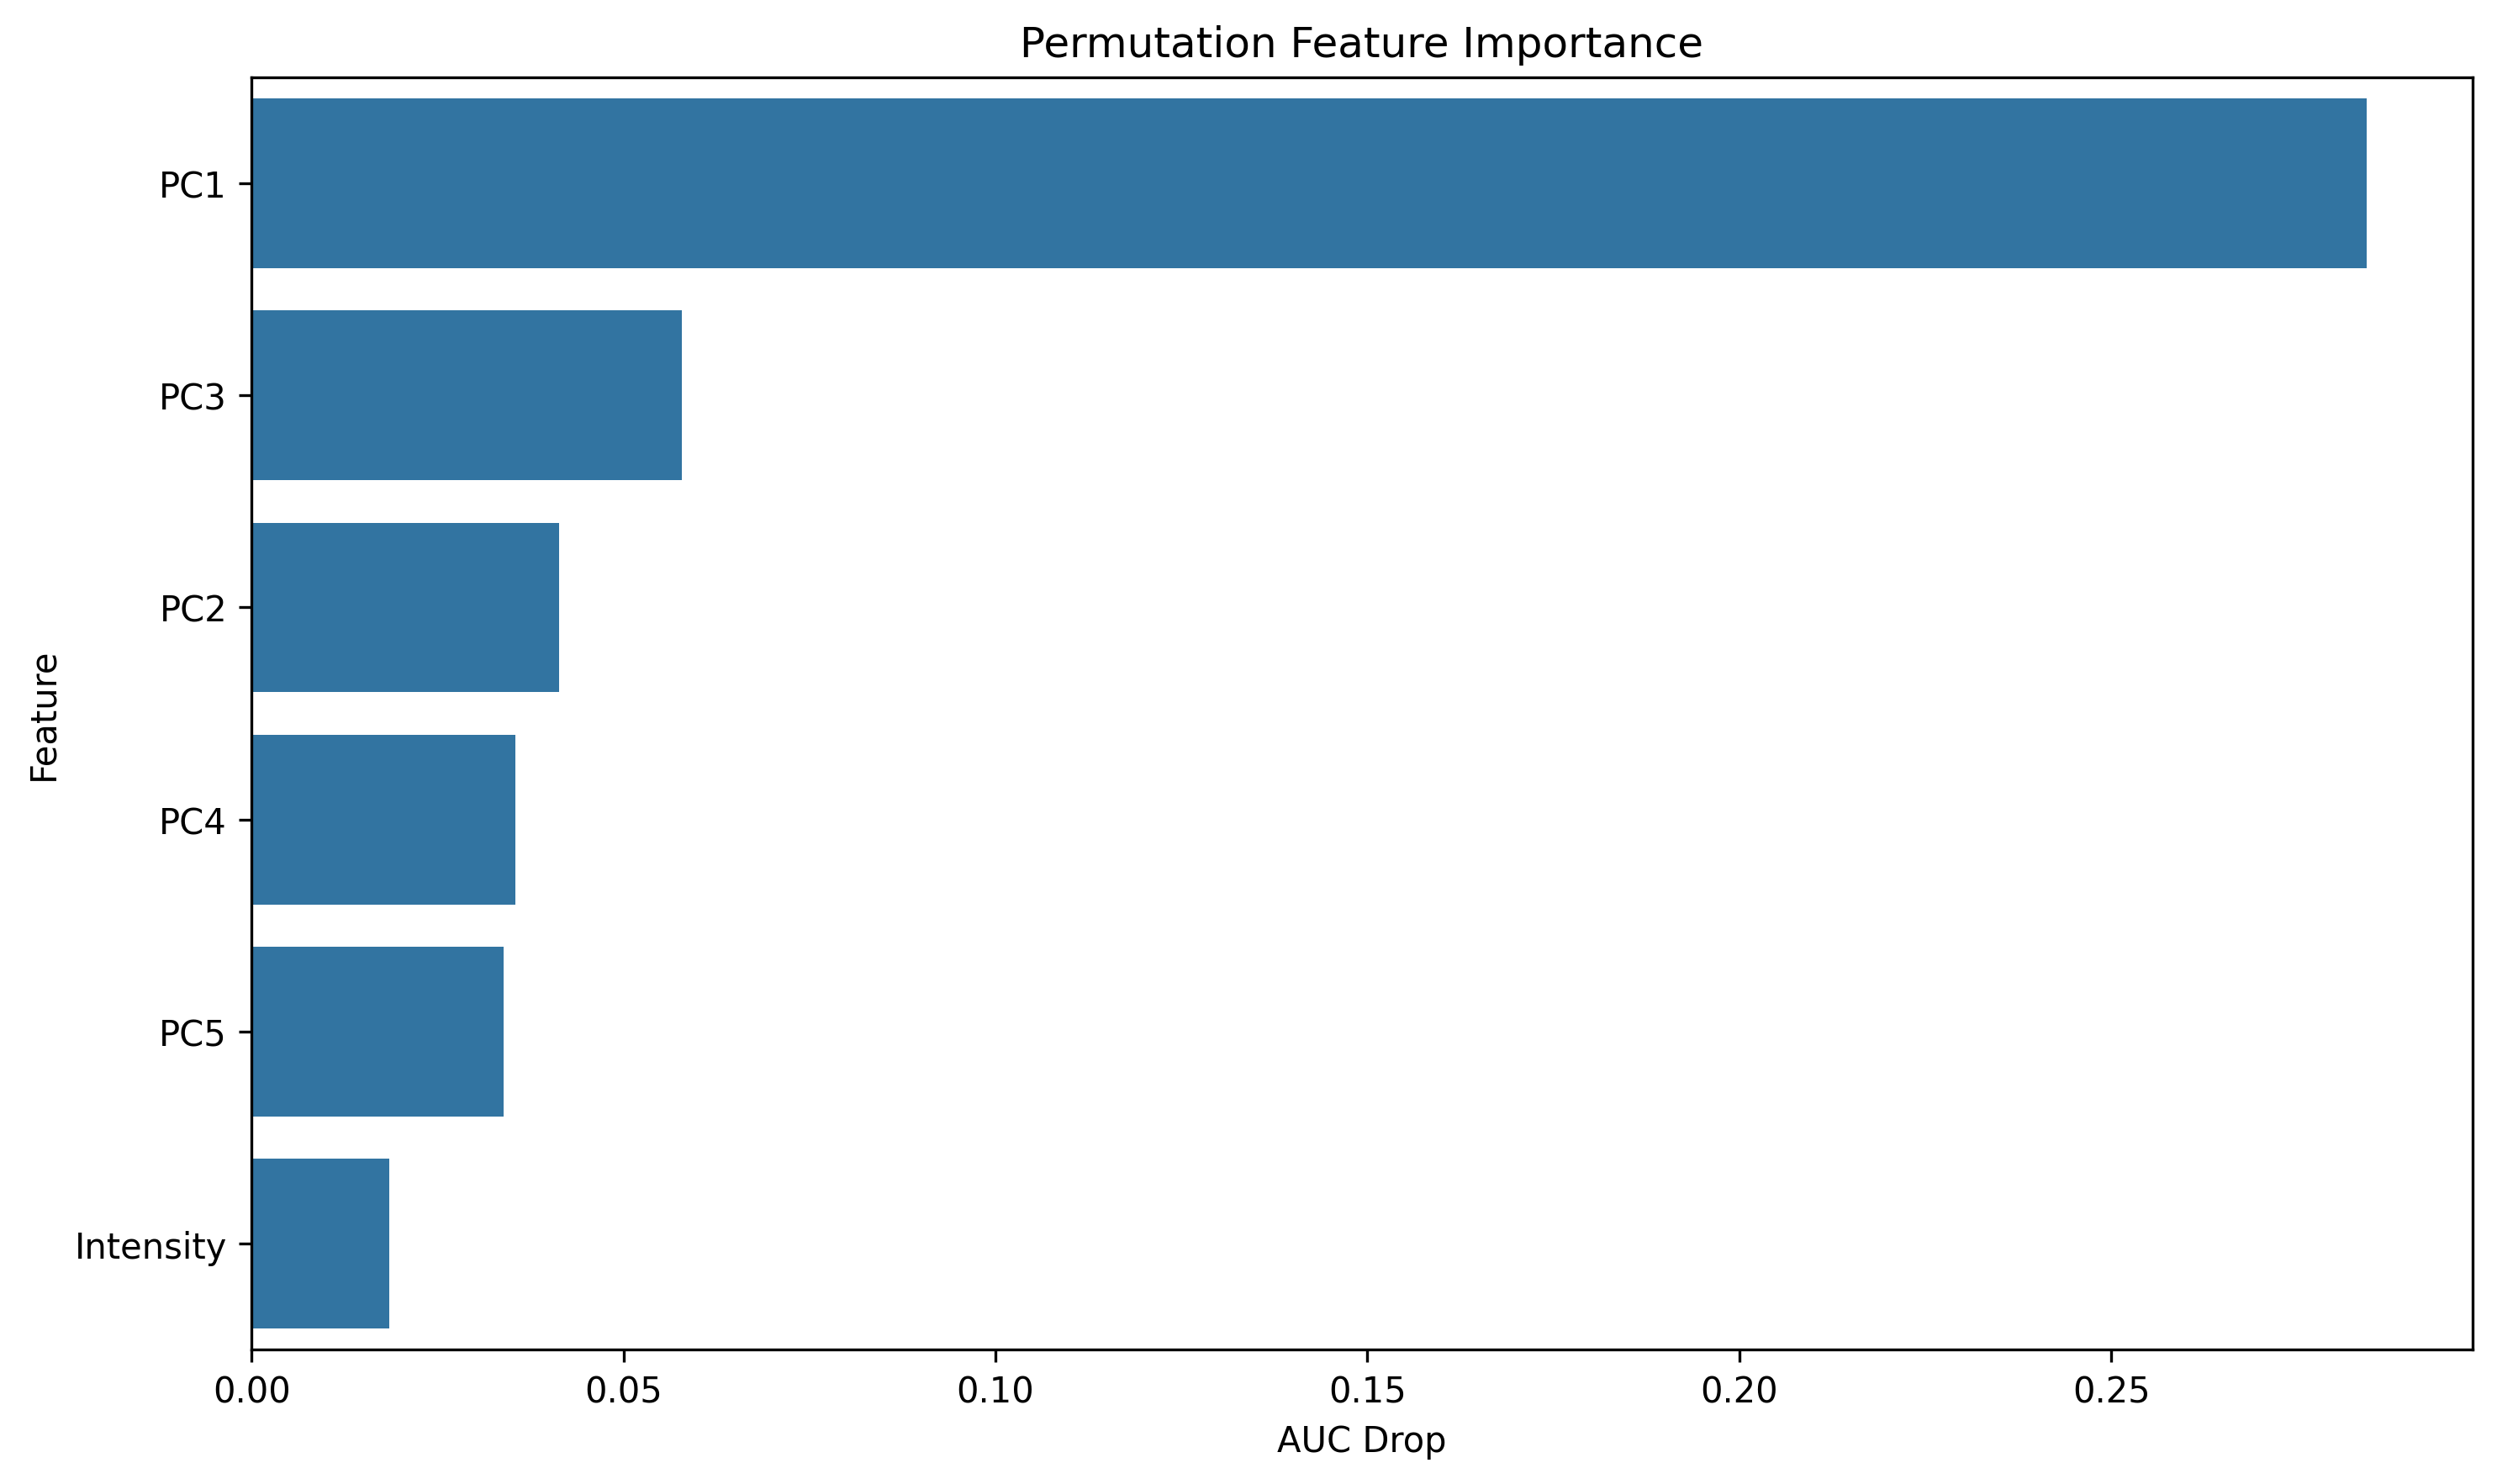 Permutation Feature Importance
PC1
PC3
PC2
PC4
PC5
Intensity
Feature
0.00 0.05 0.10 0.15 0.20 0.25
AUC Drop